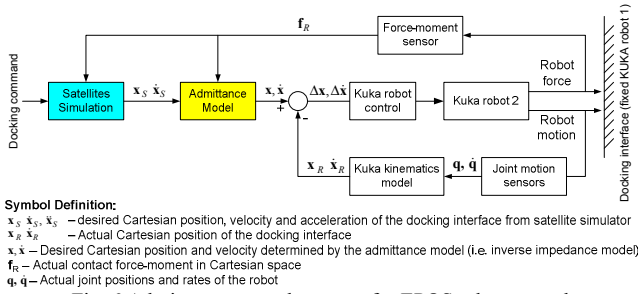 f_R
Force-moment
sensor
Docking command
Satellites
Simulation
x_S ẋ_S
Admittance
Model
x, ẋ
+
-
Δx, Δẋ
Kuka robot
control
Kuka robot 2
Robot
force
Robot
motion
Docking interface (fixed KUKA robot 1)
x_R ẋ_R
Kuka kinematics
model
q, q̇
Joint motion
sensors
Symbol Definition:
x_S ẋ_S, ẍ_S – desired Cartesian position, velocity and acceleration of the docking interface from satellite simulator
x_R ẋ_R – Actual Cartesian position of the docking interface
x, ẋ – Desired Cartesian position and velocity determined by the admittance model (i.e. inverse impedance model)
f_R – Actual contact force-moment in Cartesian space
q, q̇ – Actual joint positions and rates of the robot